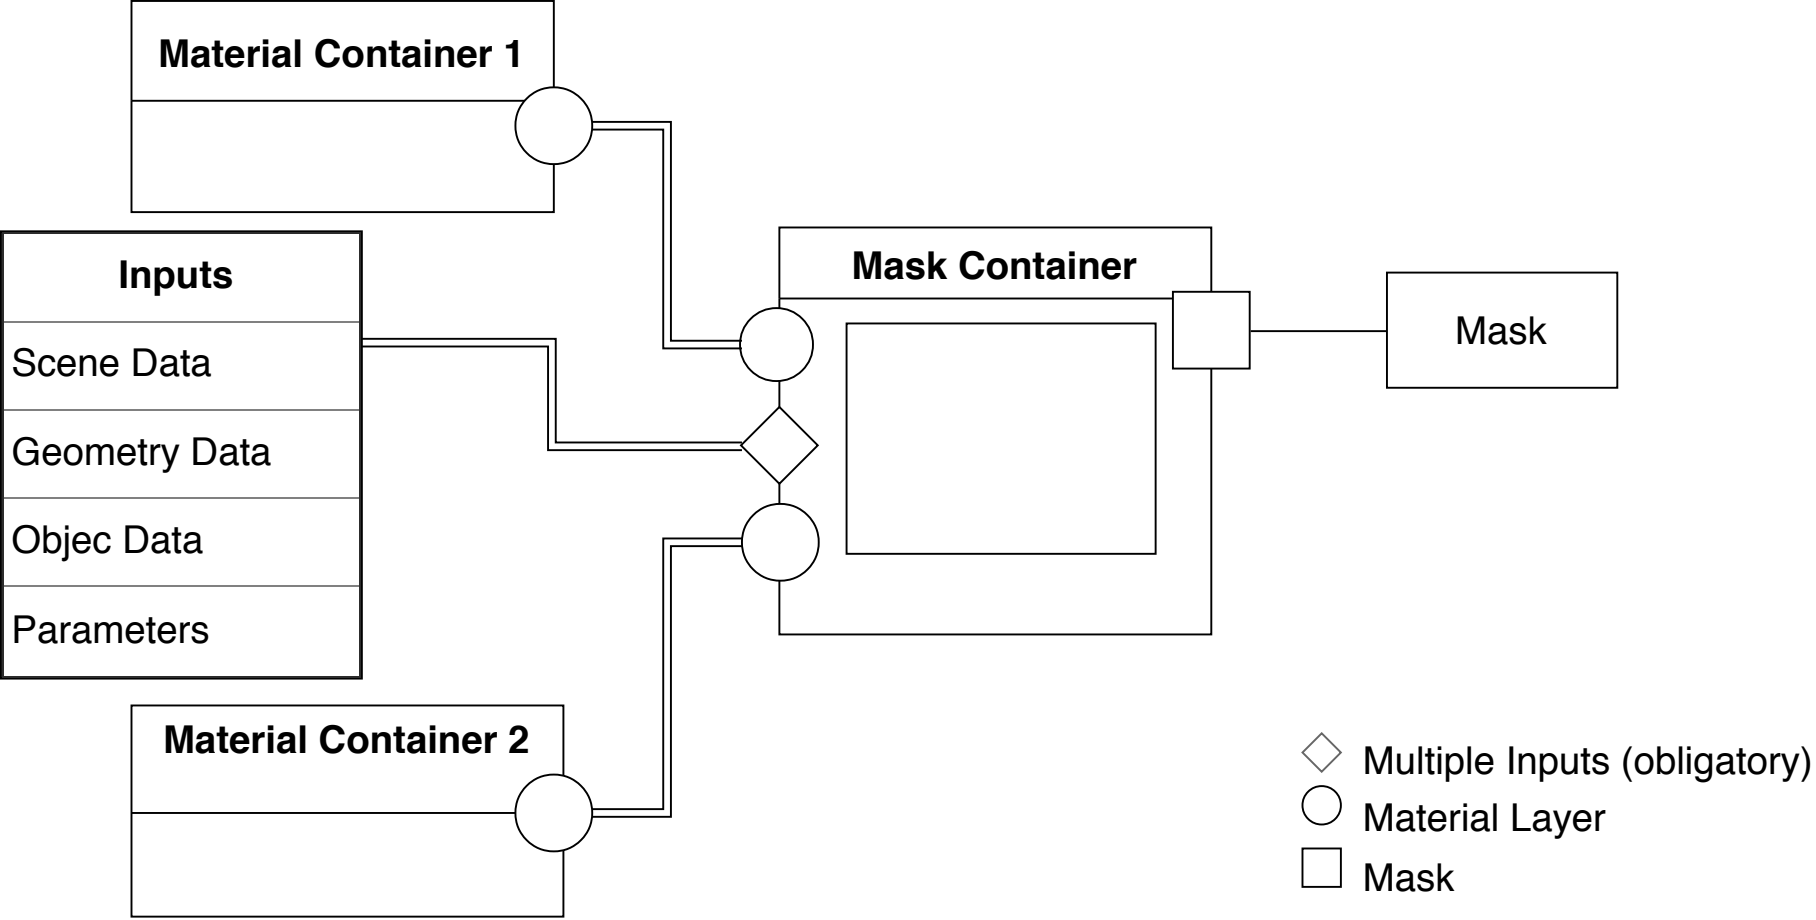 Material Container 1
Inputs
Scene Data
Geometry Data
Objec Data
Parameters
Material Container 2
Mask Container
Mask
Multiple Inputs (obligatory)
Material Layer
Mask